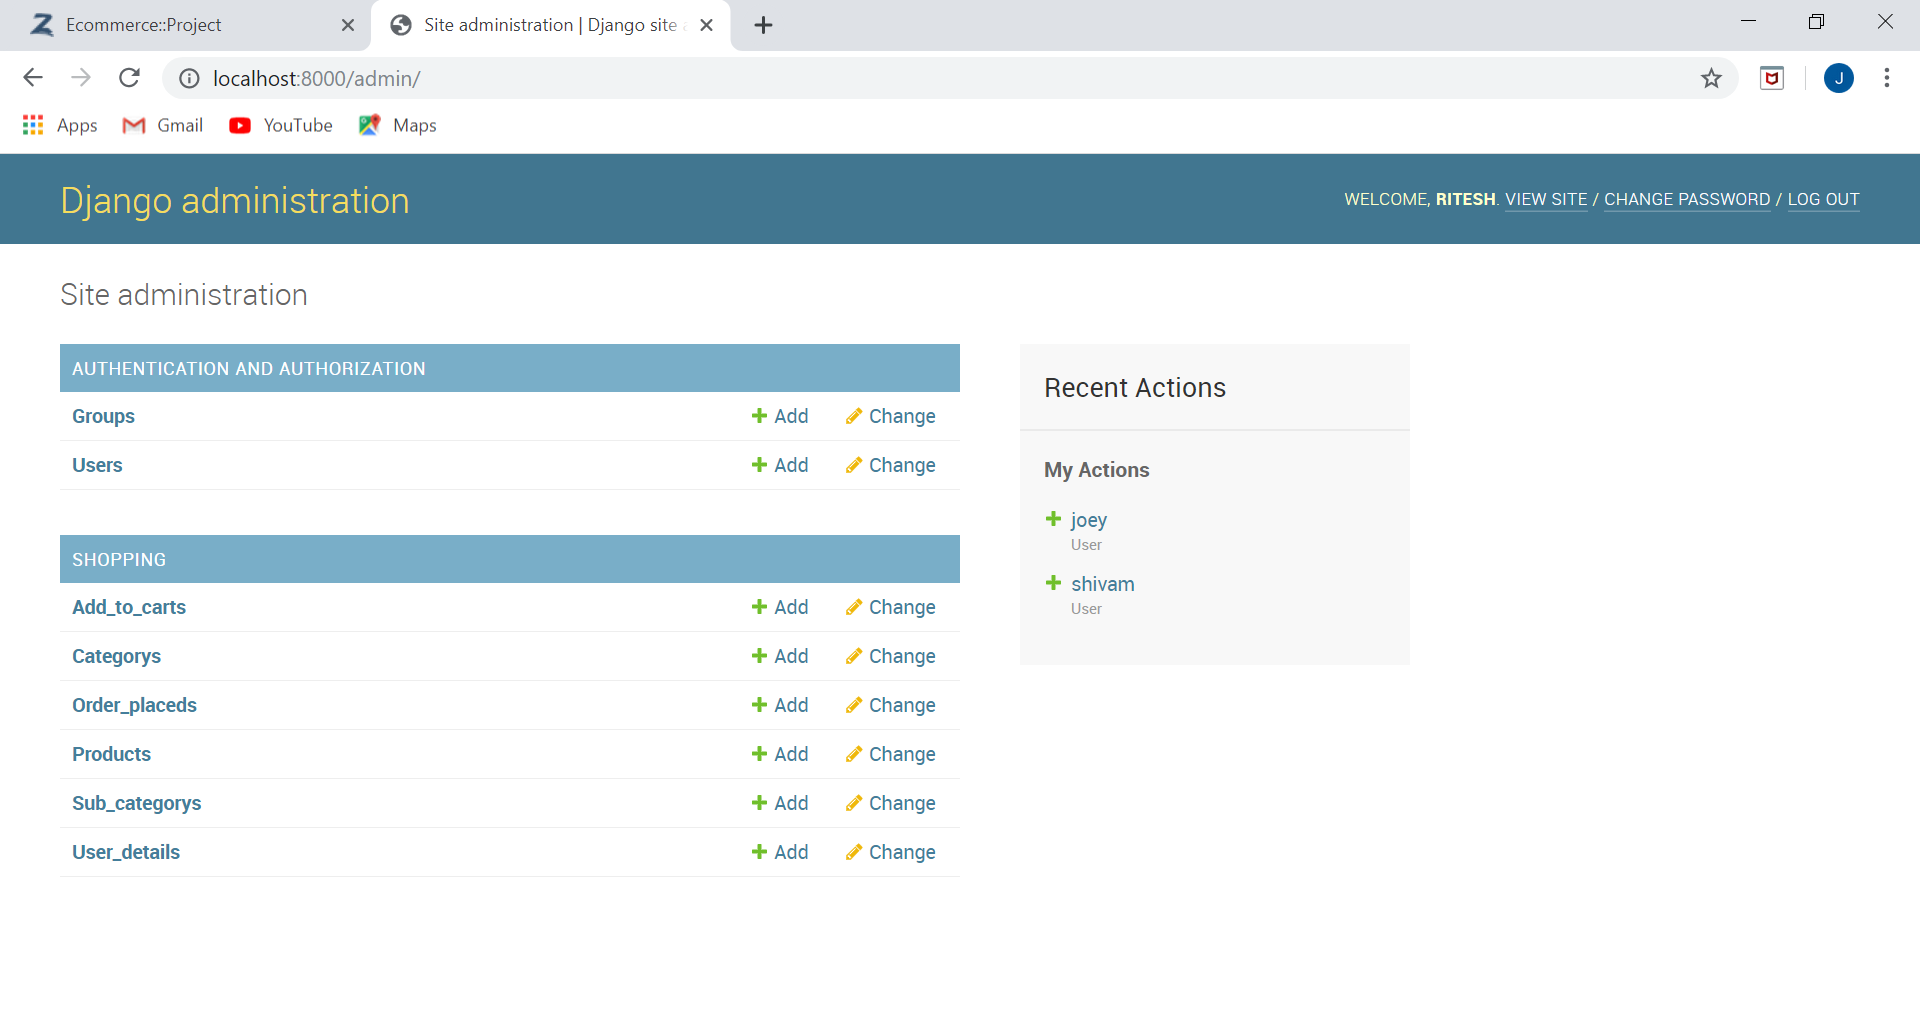 Ecommerce::Project
Site administration | Django site
localhost:8000/admin/
J
Apps Gmail YouTube Maps
Django administration
WELCOME, RITESH. VIEW SITE / CHANGE PASSWORD / LOG OUT
Site administration
AUTHENTICATION AND AUTHORIZATION
Groups Add Change
Users Add Change
SHOPPING
Add_to_carts Add Change
Categorys Add Change
Order_placeds Add Change
Products Add Change
Sub_categorys Add Change
User_details Add Change
Recent Actions
My Actions
joey
User
shivam
User